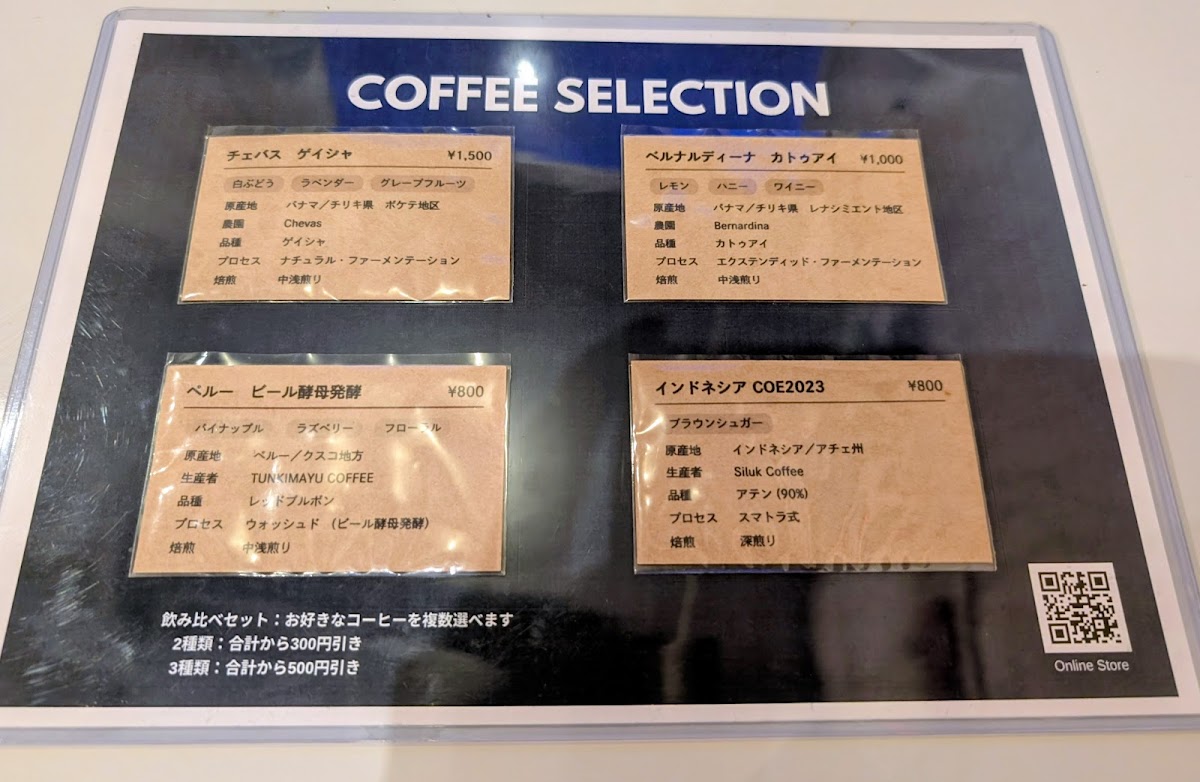 COFFEE SELECTION
チェバス ゲイシャ ¥1,500
白ぶどう ラベンダー グレープフルーツ
原産地 パナマ／チリキ県 ボケテ地区
農園 Chevas
品種 ゲイシャ
プロセス ナチュラル・ファーメンテーション
焙煎 中浅煎り
ベルナルディーナ カトゥアイ ¥1,000
レモン ハニー ワイニー
原産地 パナマ／チリキ県 レナシミエント地区
農園 Bernardina
品種 カトゥアイ
プロセス エクステンディッド・ファーメンテーション
焙煎 中浅煎り
ペルー ビール酵母発酵 ¥800
パイナップル ラズベリー フローラル
原産地 ペルー／クスコ地方
生産者 TUNKIMAYU COFFEE
品種 レッドブルボン
プロセス ウォッシュド （ビール酵母発酵）
焙煎 中浅煎り
インドネシア COE2023 ¥800
ブラウンシュガー
原産地 インドネシア／アチェ州
生産者 Siluk Coffee
品種 アテン (90%)
プロセス スマトラ式
焙煎 深煎り
飲み比べセット：お好きなコーヒーを複数選べます
2種類：合計から300円引き
3種類：合計から500円引き
Online Store